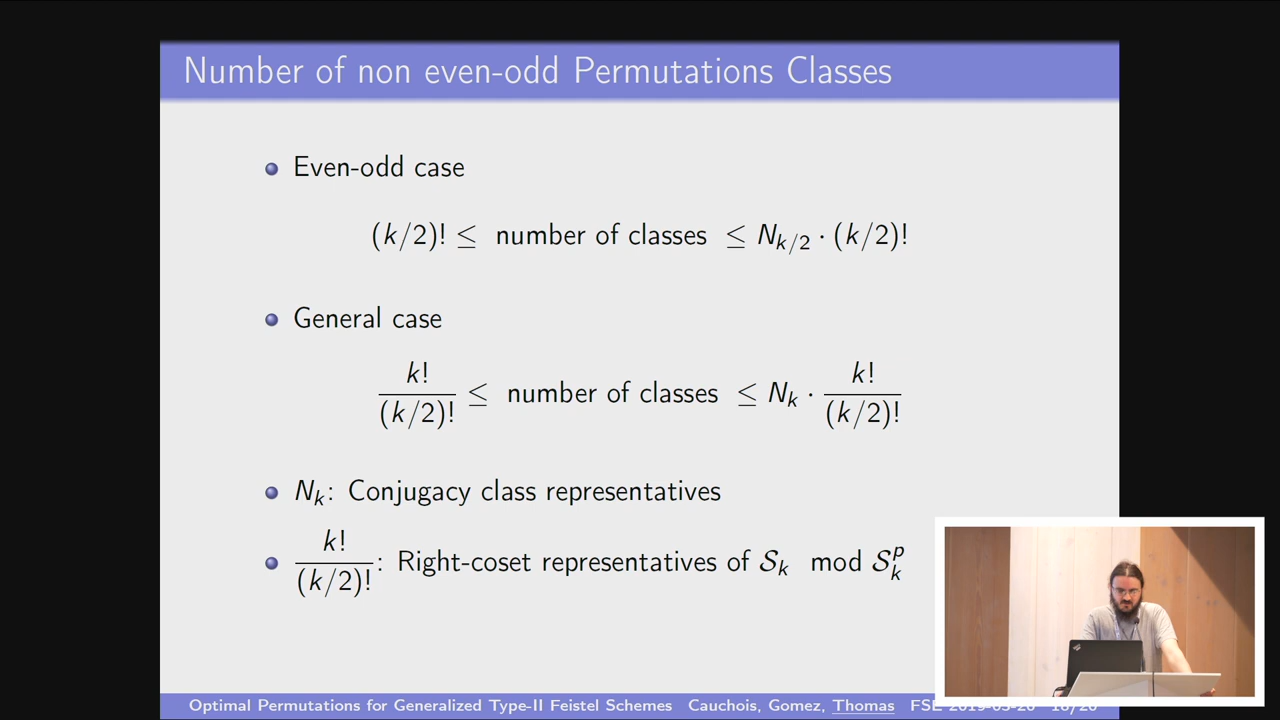 Number of non even-odd Permutations Classes
Even-odd case
(k/2)! ≤ number of classes ≤ N_{k/2} · (k/2)!
General case
k!/(k/2)! ≤ number of classes ≤ N_k · k!/(k/2)!
N_k: Conjugacy class representatives
k!/(k/2)!: Right-coset representatives of S_k mod S_k^p
Optimal Permutations for Generalized Type-II Feistel Schemes Cauchois, Gomez, Thomas FSE